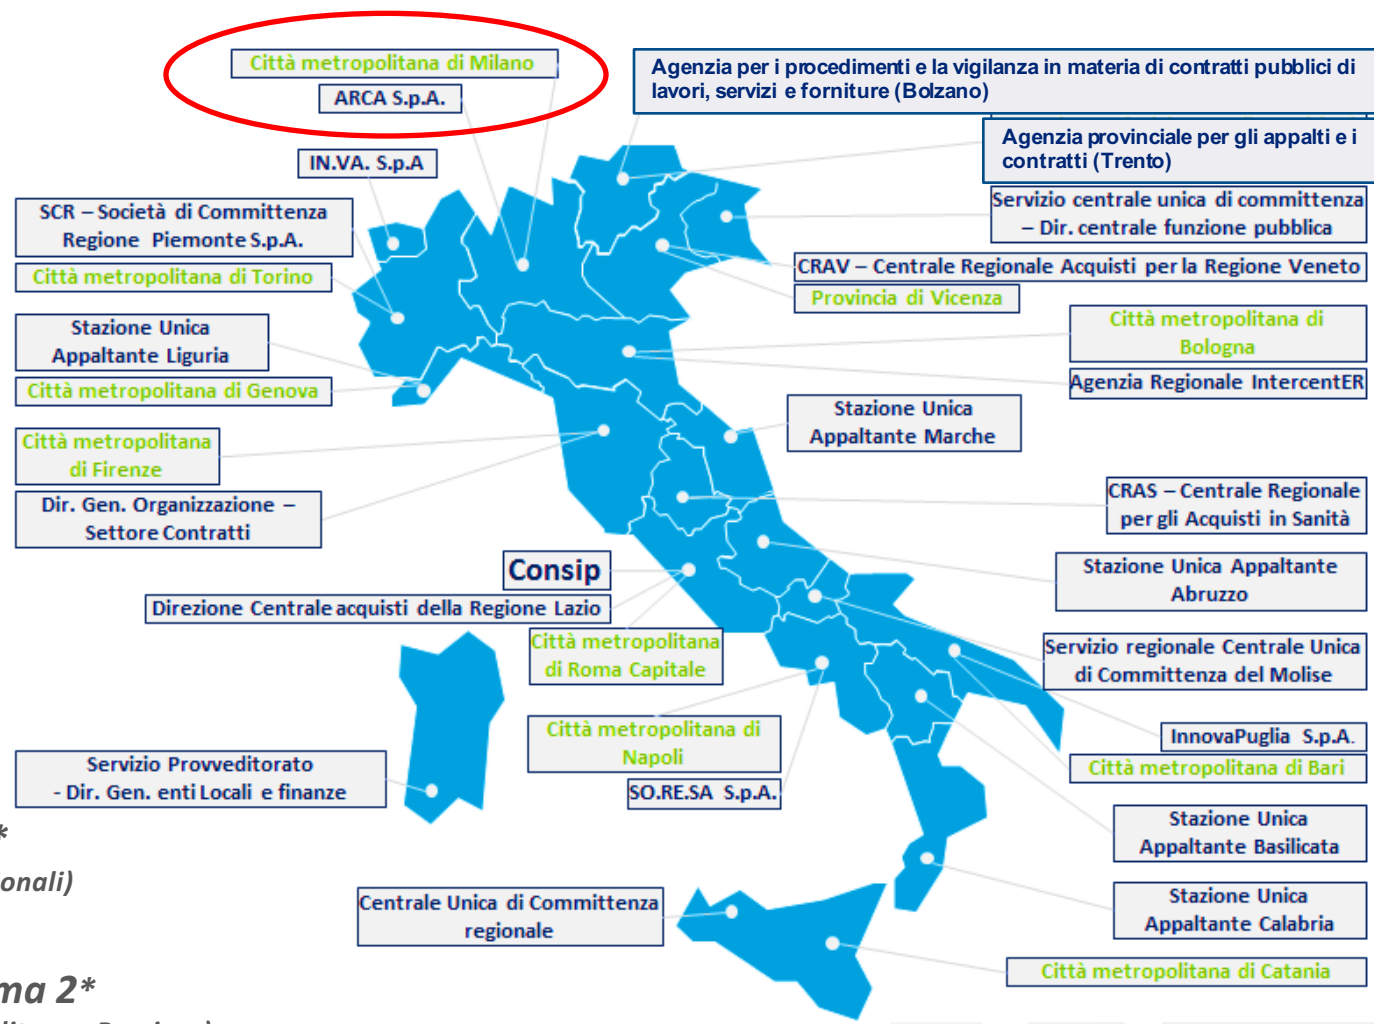 Città metropolitana di Milano
ARCA S.p.A.
Agenzia per i procedimenti e la vigilanza in materia di contratti pubblici di
lavori, servizi e forniture (Bolzano)
Agenzia provinciale per gli appalti e i
contratti (Trento)
IN.VA. S.p.A
SCR – Società di Committenza
Regione Piemonte S.p.A.
Servizio centrale unica di committenza
– Dir. centrale funzione pubblica
Città metropolitana di Torino
CRAV – Centrale Regionale Acquisti per la Regione Veneto
Provincia di Vicenza
Stazione Unica
Appaltante Liguria
Città metropolitana di
Bologna
Città metropolitana di Genova
Agenzia Regionale IntercentER
Stazione Unica
Appaltante Marche
Città metropolitana
di Firenze
Dir. Gen. Organizzazione –
Settore Contratti
CRAS – Centrale Regionale
per gli Acquisti in Sanità
Consip
Stazione Unica Appaltante
Abruzzo
Direzione Centrale acquisti della Regione Lazio
Città metropolitana
di Roma Capitale
Servizio regionale Centrale Unica
di Committenza del Molise
Città metropolitana di
Napoli
InnovaPuglia S.p.A.
Città metropolitana di Bari
Servizio Provveditorato
- Dir. Gen. enti Locali e finanze
SO.RE.SA S.p.A.
Stazione Unica
Appaltante Basilicata
*
onali)
Centrale Unica di Committenza
regionale
Stazione Unica
Appaltante Calabria
Città metropolitana di Catania
ma 2*